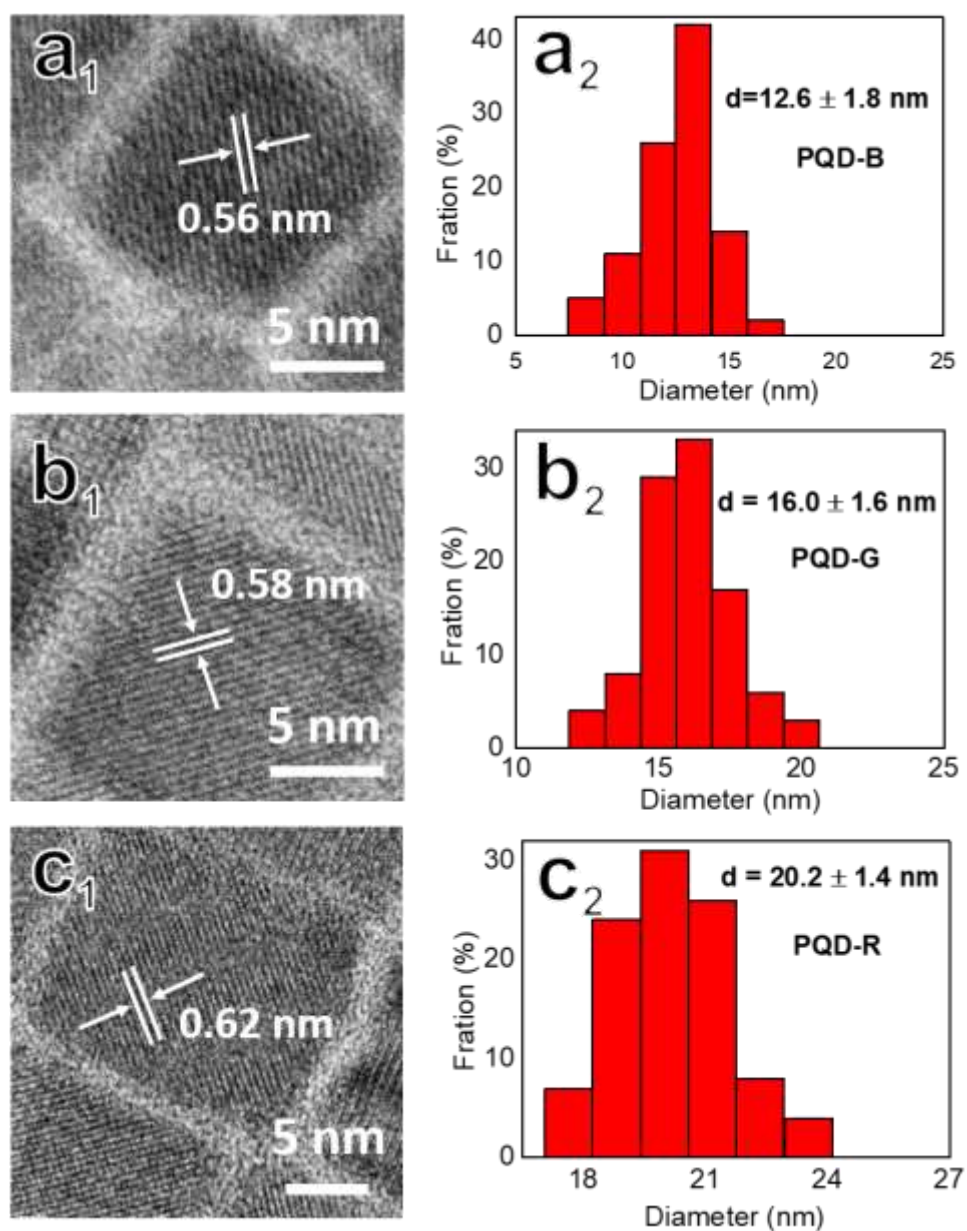 a1
0.56 nm
5 nm
a2
d=12.6 ± 1.8 nm
PQD-B
Fration (%)
40
30
20
10
0
5 10 15 20 25
Diameter (nm)
b1
0.58 nm
5 nm
b2
d = 16.0 ± 1.6 nm
PQD-G
Fration (%)
30
20
10
0
10 15 20 25
Diameter (nm)
c1
0.62 nm
5 nm
c2
d = 20.2 ± 1.4 nm
PQD-R
Fration (%)
30
20
10
0
18 21 24 27
Diameter (nm)